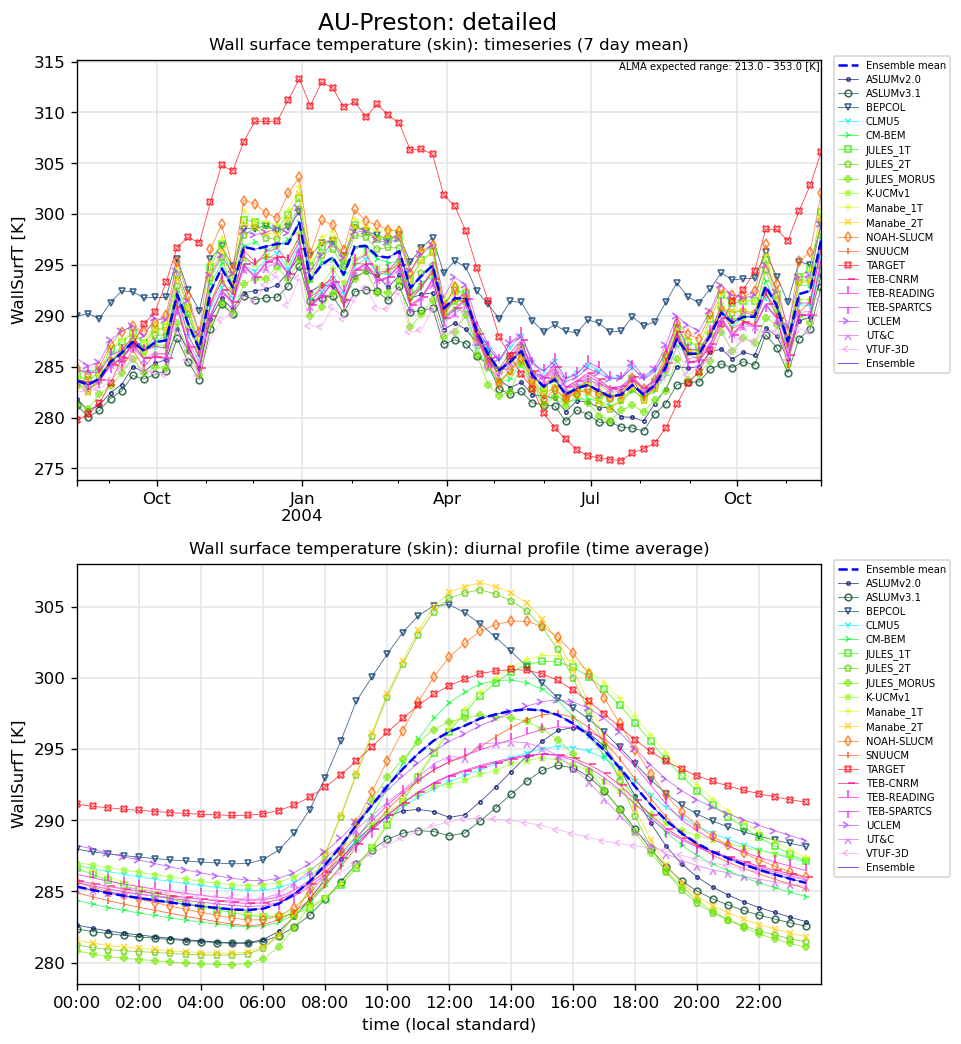 AU-Preston: detailed
Wall surface temperature (skin): timeseries (7 day mean)
ALMA expected range: 213.0 - 353.0 [K]
315
310
305
300
295
290
285
280
275
WallSurfT [K]
Oct
Jan
2004
Apr
Jul
Oct
Ensemble mean
ASLUMv2.0
ASLUMv3.1
BEPCOL
CLMU5
CM-BEM
JULES_1T
JULES_2T
JULES_MORUS
K-UCMv1
Manabe_1T
Manabe_2T
NOAH-SLUCM
SNUUCM
TARGET
TEB-CNRM
TEB-READING
TEB-SPARTCS
UCLEM
UT&C
VTUF-3D
Ensemble
Wall surface temperature (skin): diurnal profile (time average)
305
300
295
290
285
280
WallSurfT [K]
00:00
02:00
04:00
06:00
08:00
10:00
12:00
14:00
16:00
18:00
20:00
22:00
time (local standard)
Ensemble mean
ASLUMv2.0
ASLUMv3.1
BEPCOL
CLMU5
CM-BEM
JULES_1T
JULES_2T
JULES_MORUS
K-UCMv1
Manabe_1T
Manabe_2T
NOAH-SLUCM
SNUUCM
TARGET
TEB-CNRM
TEB-READING
TEB-SPARTCS
UCLEM
UT&C
VTUF-3D
Ensemble